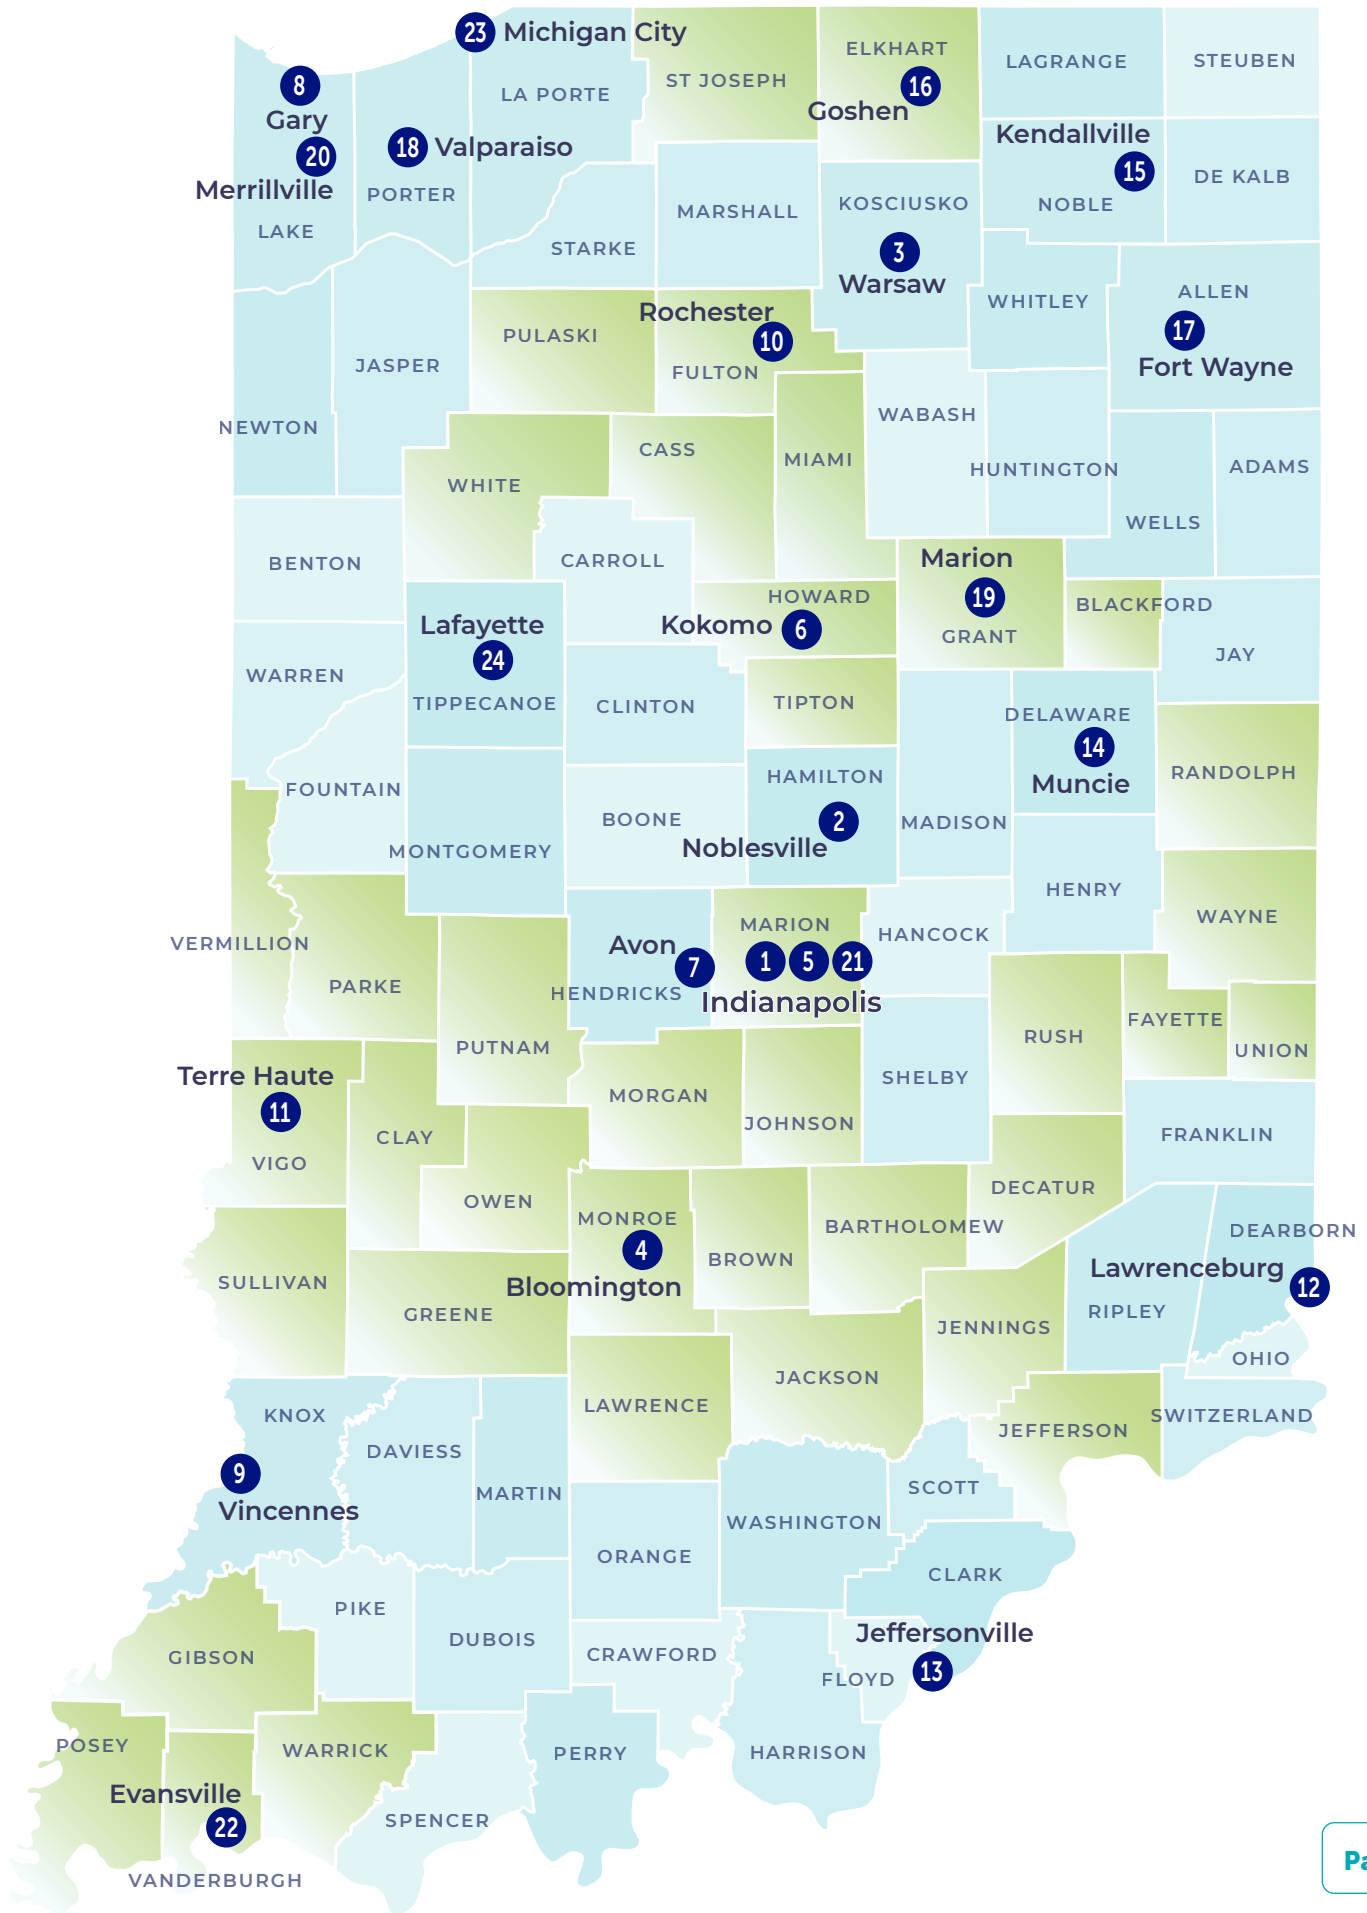 23 Michigan City
ELKHART
LAGRANGE
STEUBEN
ST JOSEPH
8
16
LA PORTE
Goshen
Gary
Kendallville
18 Valparaiso
20
15
DE KALB
Merrillville
PORTER
KOSCIUSKO
NOBLE
MARSHALL
LAKE
STARKE
3
Warsaw
ALLEN
WHITLEY
Rochester
17
PULASKI
10
JASPER
FULTON
Fort Wayne
NEWTON
WABASH
CASS
MIAMI
HUNTINGTON
ADAMS
WHITE
WELLS
BENTON
CARROLL
Marion
HOWARD
19
BLACKFORD
Lafayette
Kokomo 6
GRANT
24
JAY
WARREN
TIPPECANOE
CLINTON
TIPTON
DELAWARE
14
HAMILTON
RANDOLPH
FOUNTAIN
Muncie
BOONE
2
MADISON
MONTGOMERY
Noblesville
HENRY
MARION
WAYNE
VERMILLION
Avon
HANCOCK
7
1 5 21
PARKE
HENDRICKS
Indianapolis
FAYETTE
PUTNAM
RUSH
UNION
Terre Haute
SHELBY
11
MORGAN
JOHNSON
CLAY
FRANKLIN
VIGO
DECATUR
OWEN
MONROE
BARTHOLOMEW
DEARBORN
4
BROWN
SULLIVAN
Bloomington
Lawrenceburg
12
GREENE
RIPLEY
JENNINGS
OHIO
JACKSON
LAWRENCE
KNOX
SWITZERLAND
JEFFERSON
DAVIESS
9
SCOTT
MARTIN
Vincennes
WASHINGTON
ORANGE
CLARK
PIKE
Jeffersonville
DUBOIS
GIBSON
CRAWFORD
FLOYD 13
POSEY
WARRICK
PERRY
HARRISON
Evansville
SPENCER
22
Pa
VANDERBURGH